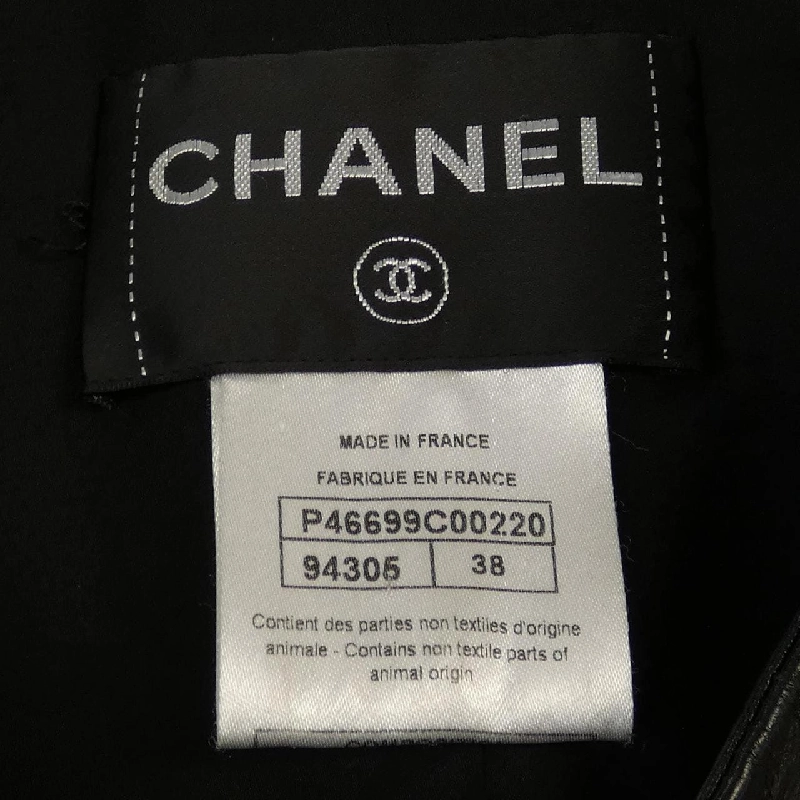 CHANEL
MADE IN FRANCE
FABRIQUE EN FRANCE
P46699C00220
94305 38
Contient des parties non textiles d'origine
animale - Contains non textile parts of
animal origin